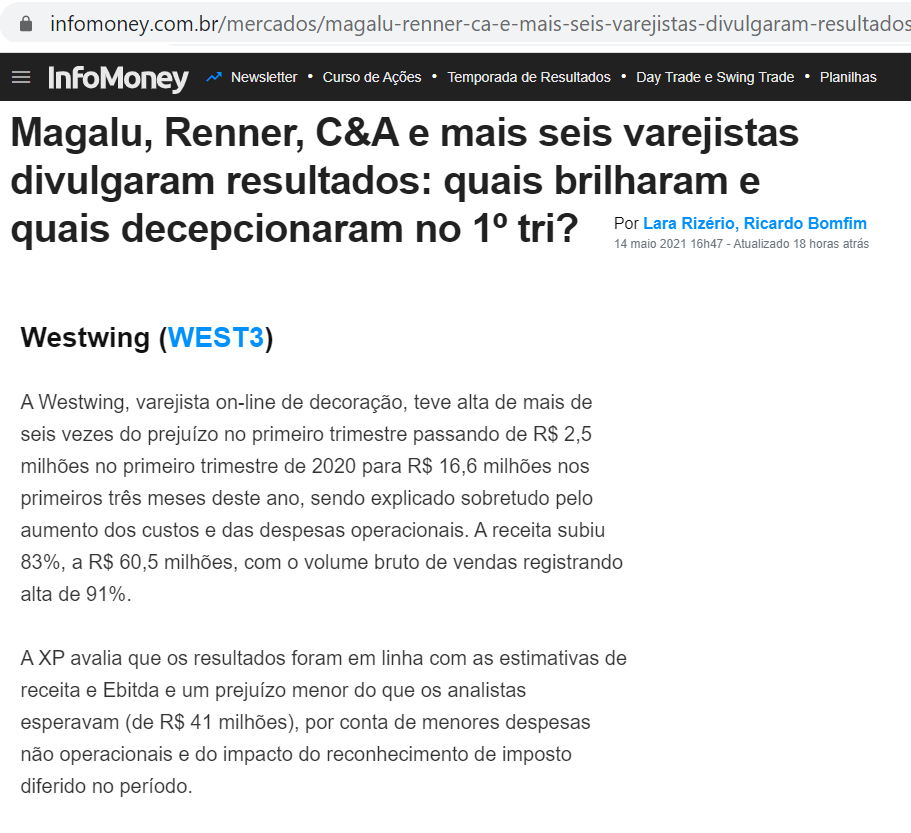 infomoney.com.br/mercados/magalu-renner-ca-e-mais-seis-varejistas-divulgaram-resultados
InfoMoney Newsletter • Curso de Ações • Temporada de Resultados • Day Trade e Swing Trade • Planilhas
Magalu, Renner, C&A e mais seis varejistas
divulgaram resultados: quais brilharam e
quais decepcionaram no 1º tri?
Por Lara Rizério, Ricardo Bomfim
14 maio 2021 16h47 - Atualizado 18 horas atrás
Westwing (WEST3)
A Westwing, varejista on-line de decoração, teve alta de mais de
seis vezes do prejuízo no primeiro trimestre passando de R$ 2,5
milhões no primeiro trimestre de 2020 para R$ 16,6 milhões nos
primeiros três meses deste ano, sendo explicado sobretudo pelo
aumento dos custos e das despesas operacionais. A receita subiu
83%, a R$ 60,5 milhões, com o volume bruto de vendas registrando
alta de 91%.
A XP avalia que os resultados foram em linha com as estimativas de
receita e Ebitda e um prejuízo menor do que os analistas
esperavam (de R$ 41 milhões), por conta de menores despesas
não operacionais e do impacto do reconhecimento de imposto
diferido no período.